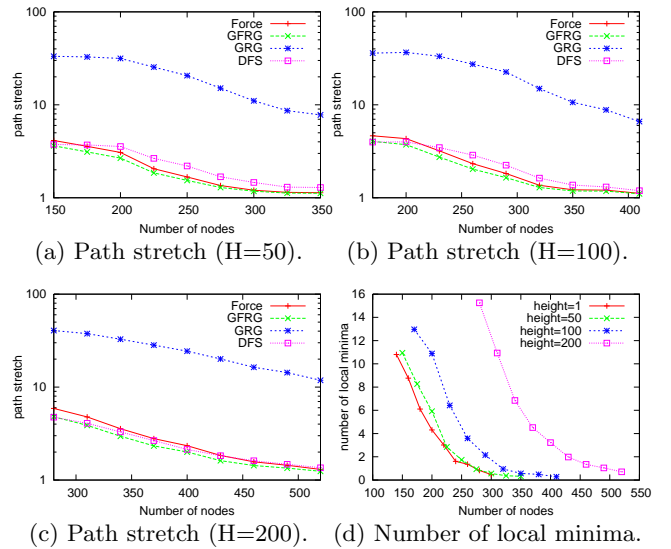 path stretch
100
10
1
Force
GFRG
GRG
DFS
150 200 250 300 350
Number of nodes
(a) Path stretch (H=50).
path stretch
100
10
1
Force
GFRG
GRG
DFS
200 250 300 350 400
Number of nodes
(b) Path stretch (H=100).
path stretch
100
10
1
Force
GFRG
GRG
DFS
300 350 400 450 500
Number of nodes
(c) Path stretch (H=200).
number of local minima
16
14
12
10
8
6
4
2
0
height=1
height=50
height=100
height=200
100 150 200 250 300 350 400 450 500 550
Number of nodes
(d) Number of local minima.